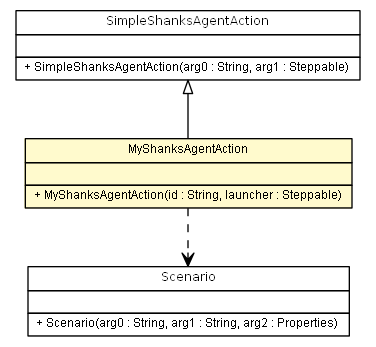 SimpleShanksAgentAction
+ SimpleShanksAgentAction(arg0 : String, arg1 : Steppable)
MyShanksAgentAction
+ MyShanksAgentAction(id : String, launcher : Steppable)
Scenario
+ Scenario(arg0 : String, arg1 : String, arg2 : Properties)